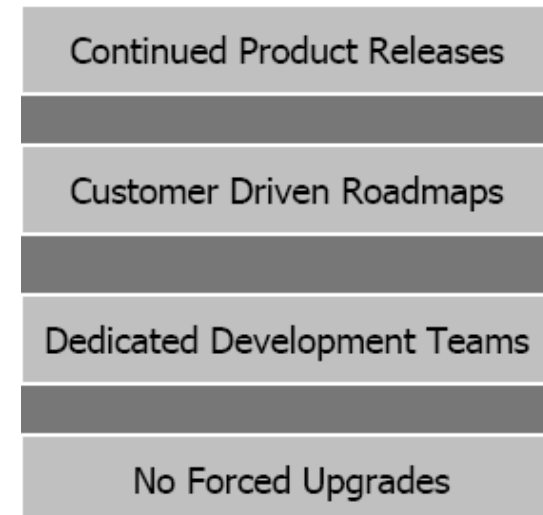 Continued Product Releases
Customer Driven Roadmaps
Dedicated Development Teams
No Forced Upgrades